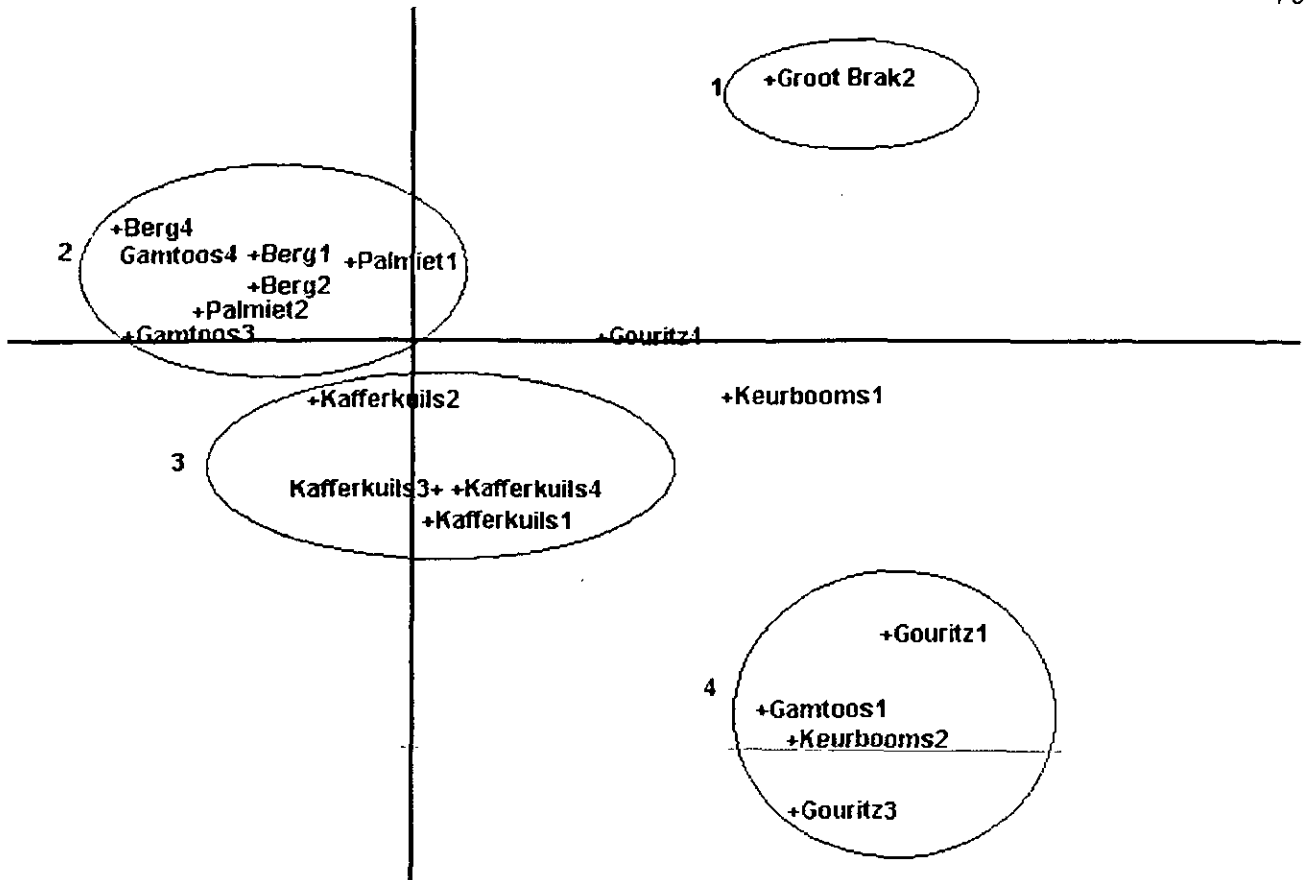 1 +Groot Brak2
+Berg4
2 Gamtoos4 +Berg1 +Palmiet1
+Berg2
+Palmiet2
+Gamtoos3 +Gouritz1
+Kafferkuils2 +Keurbooms1
3
Kafferkuils3+ +Kafferkuils4
+Kafferkuils1
+Gouritz1
4
+Gamtoos1
+Keurbooms2
+Gouritz3